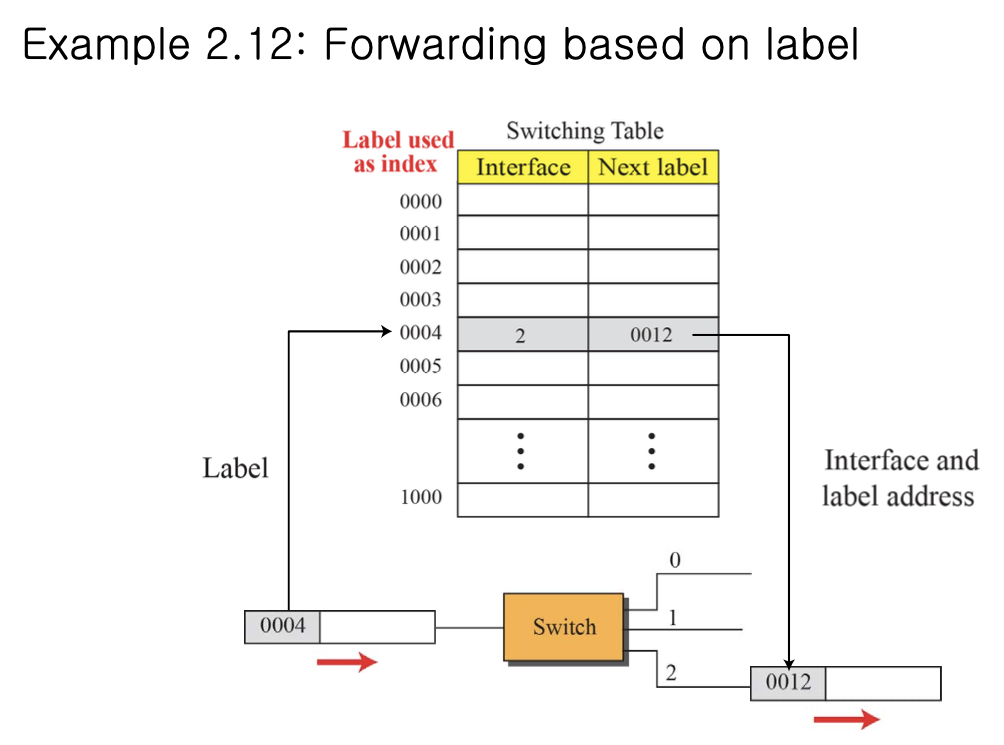 Example 2.12: Forwarding based on label
Switching Table
Label used
as index
Interface Next label
0000
0001
0002
0003
0004 2 0012
0005
0006
1000
Label
Interface and
label address
0004
Switch
0
1
2
0012